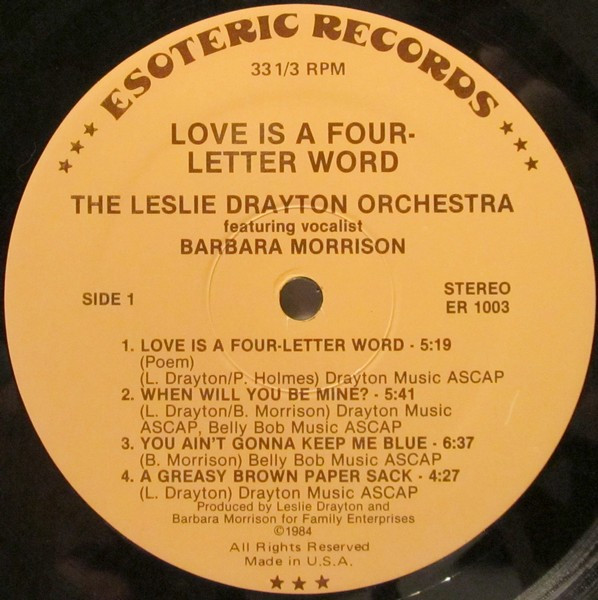 ESOTERIC RECORDS
33 1/3 RPM
LOVE IS A FOUR-
LETTER WORD
THE LESLIE DRAYTON ORCHESTRA
featuring vocalist
BARBARA MORRISON
SIDE 1
STEREO
ER 1003
1. LOVE IS A FOUR-LETTER WORD - 5:19
(Poem)
(L. Drayton/P. Holmes) Drayton Music ASCAP
2. WHEN WILL YOU BE MINE? - 5:41
(L. Drayton/B. Morrison) Drayton Music
ASCAP, Belly Bob Music ASCAP
3. YOU AIN'T GONNA KEEP ME BLUE - 6:37
(B. Morrison) Belly Bob Music ASCAP
4. A GREASY BROWN PAPER SACK - 4:27
(L. Drayton) Drayton Music ASCAP
Produced by Leslie Drayton and
Barbara Morrison for Family Enterprises
©1984
All Rights Reserved
Made in U.S.A.